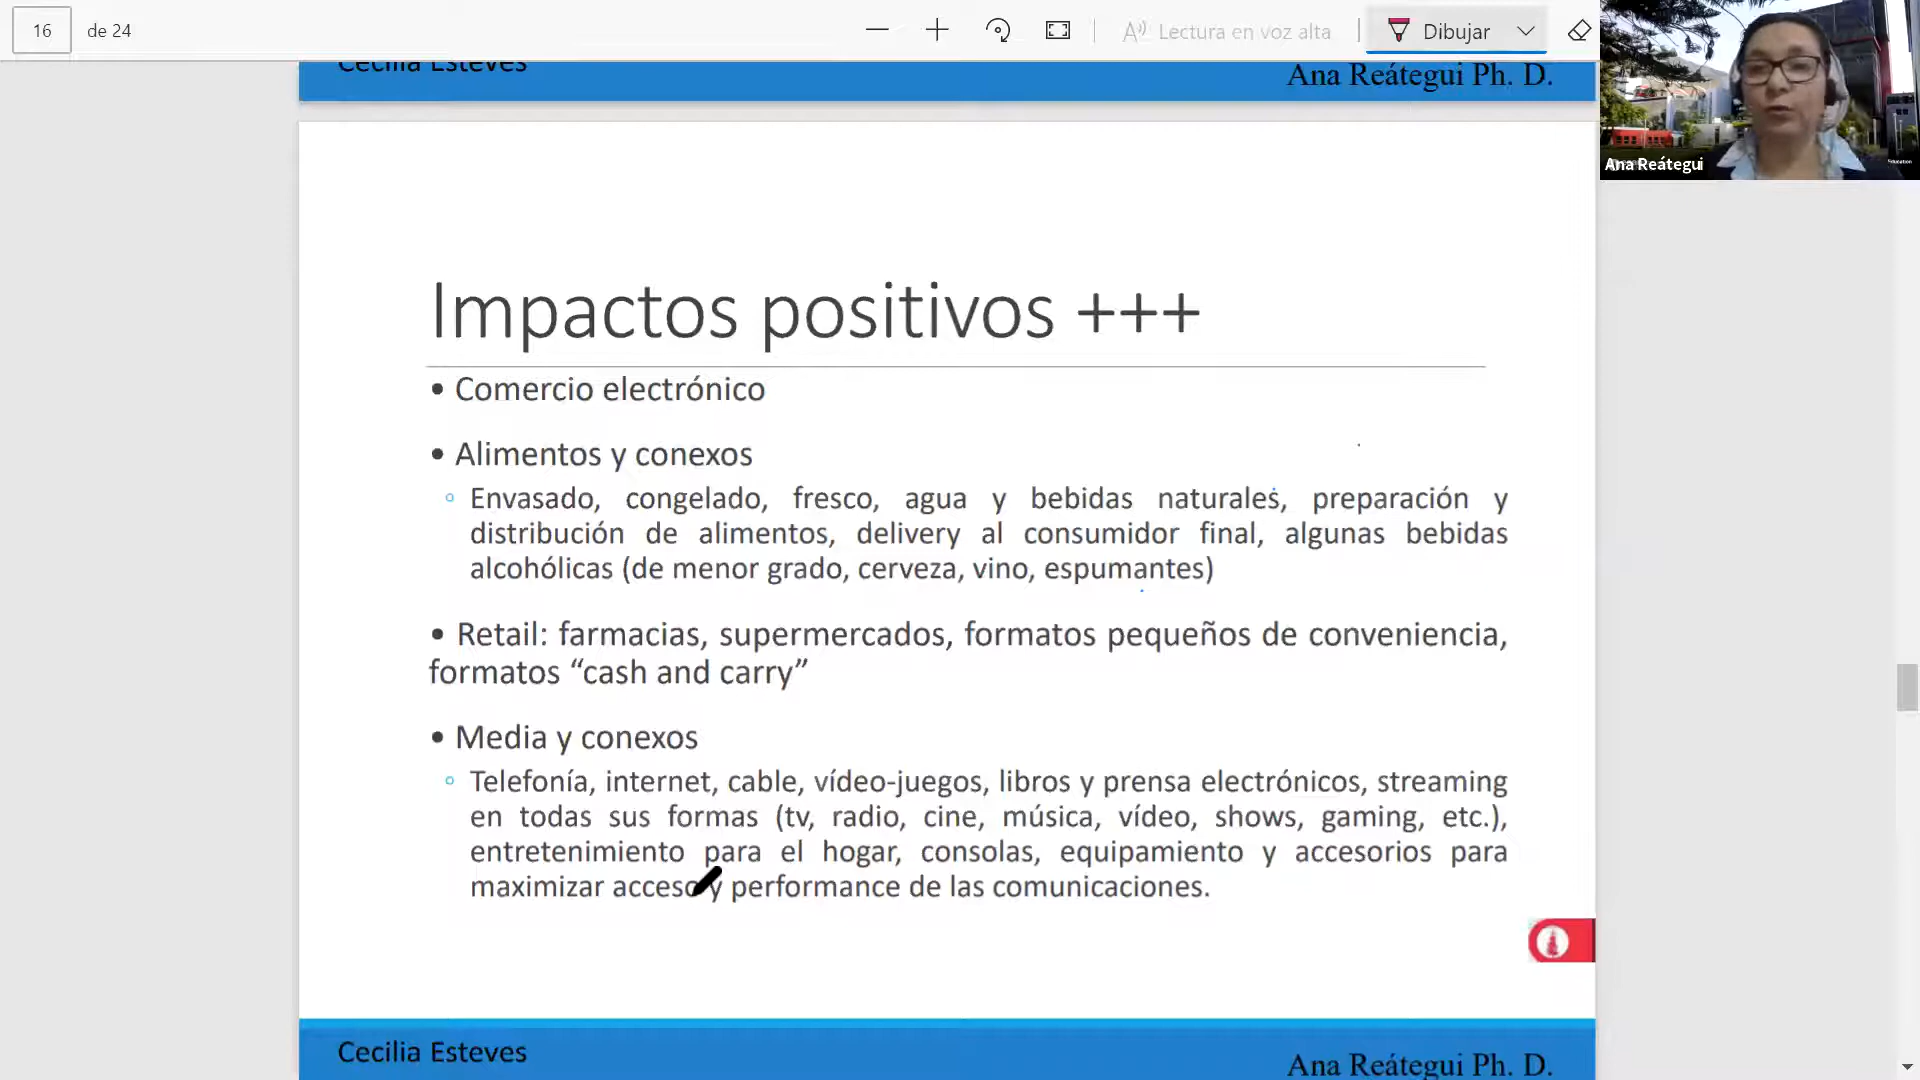 16 de 24 Lectura en voz alta Dibujar
Cecilia Esteves
Ana Reátegui Ph. D.
Ana Reátegui
Impactos positivos +++
• Comercio electrónico
• Alimentos y conexos
Envasado, congelado, fresco, agua y bebidas naturales, preparación y
distribución de alimentos, delivery al consumidor final, algunas bebidas
alcohólicas (de menor grado, cerveza, vino, espumantes)
• Retail: farmacias, supermercados, formatos pequeños de conveniencia,
formatos “cash and carry”
• Media y conexos
Telefonía, internet, cable, vídeo-juegos, libros y prensa electrónicos, streaming
en todas sus formas (tv, radio, cine, música, vídeo, shows, gaming, etc.),
entretenimiento para el hogar, consolas, equipamiento y accesorios para
maximizar acceso y performance de las comunicaciones.
Cecilia Esteves
Ana Reátegui Ph. D.